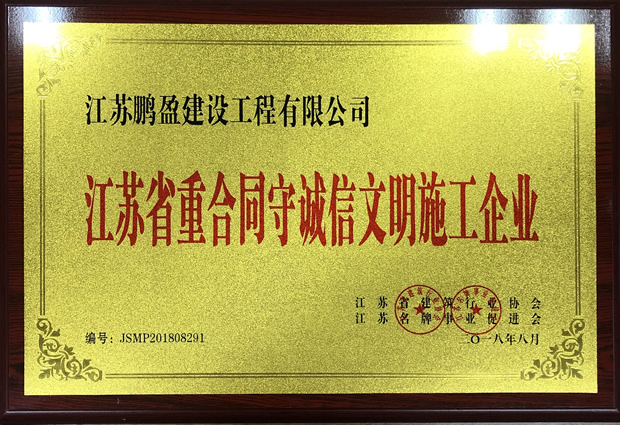 江苏鹏盈建设工程有限公司
江苏省重合同守诚信文明施工企业
江苏省建筑行业协会
江苏名牌事业促进会
编号：JSMP201808291
二〇一八年八月